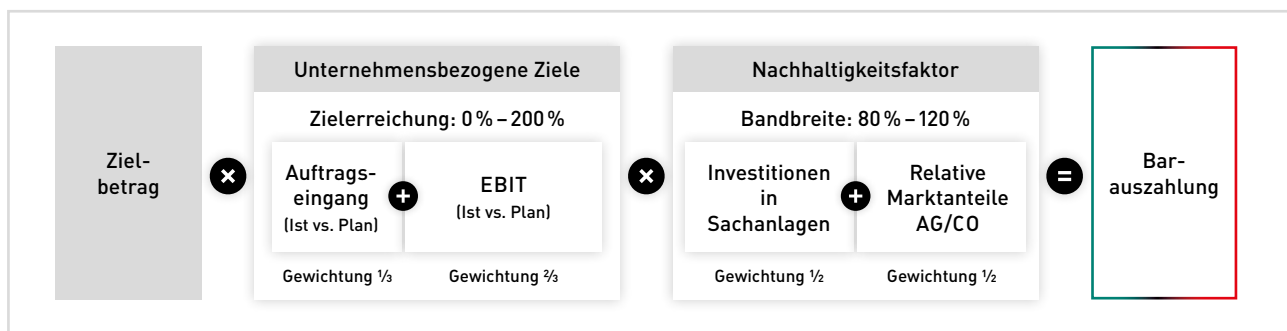 Ziel-
betrag
×
Unternehmensbezogene Ziele
Zielerreichung: 0 % – 200 %
Auftrags-
eingang
(Ist vs. Plan)
+
EBIT
(Ist vs. Plan)
Gewichtung ⅓
Gewichtung ⅔
×
Nachhaltigkeitsfaktor
Bandbreite: 80 % – 120 %
Investitionen
in
Sachanlagen
+
Relative
Marktanteile
AG/CO
Gewichtung ½
Gewichtung ½
=
Bar-
auszahlung